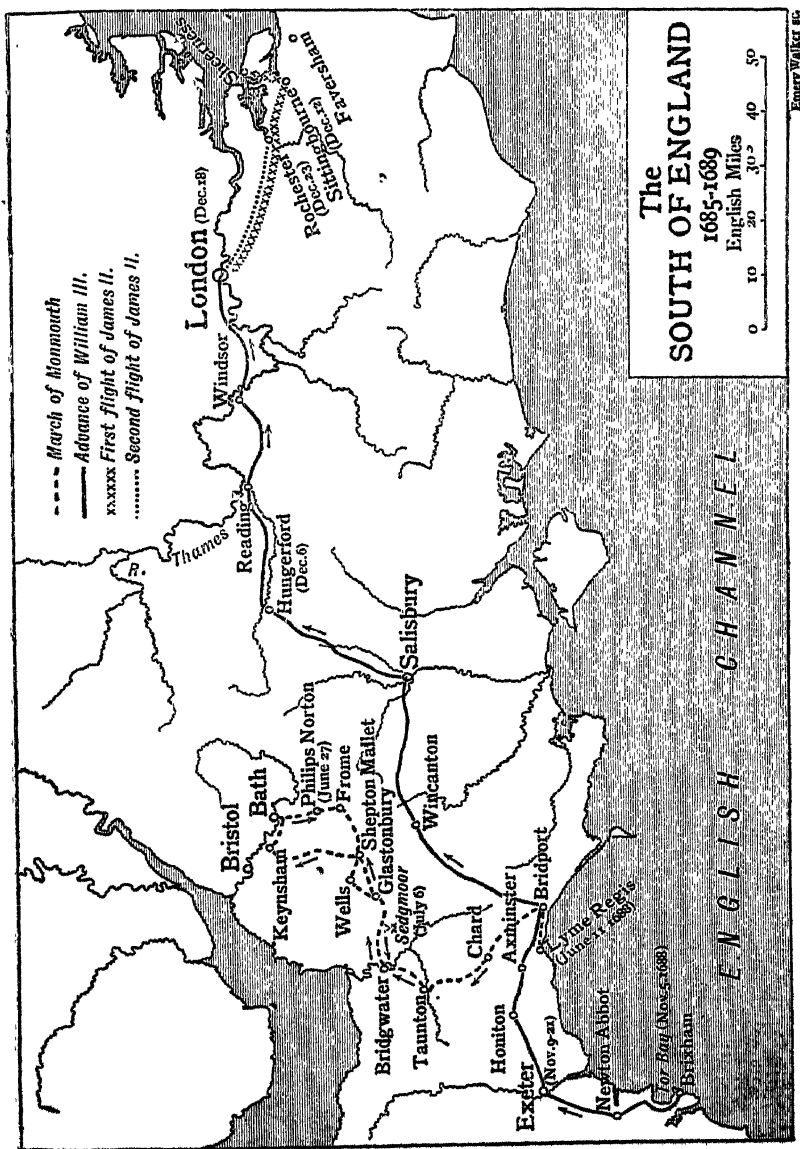 The
SOUTH OF ENGLAND
1685-1689
English Miles
0 10 20 30 40 50
March of Monmouth
Advance of William III.
xxxxxx First flight of James II.
Second flight of James II.
Sheerness
Faversham
Sittingbourne
(Dec. 12)
Rochester
(Dec. 23)
London (Dec. 18)
Windsor
Reading
R. Thames
Hungerford
(Dec. 6)
Salisbury
Bristol
Bath
Keynsham
Philips Norton
(June 27)
Frome
Shepton Mallet
Wells
Glastonbury
Sedgmoor
(July 6)
Wincanton
Bridgwater
Taunton
Chard
Axminster
Bridport
Lyme Regis
Honiton
Exeter
(Nov. 9-21)
Newton Abbot
Tor Bay (Nov. 5. 1688)
Brixham
ENGLISH CHANNEL
Emery Walker sc.